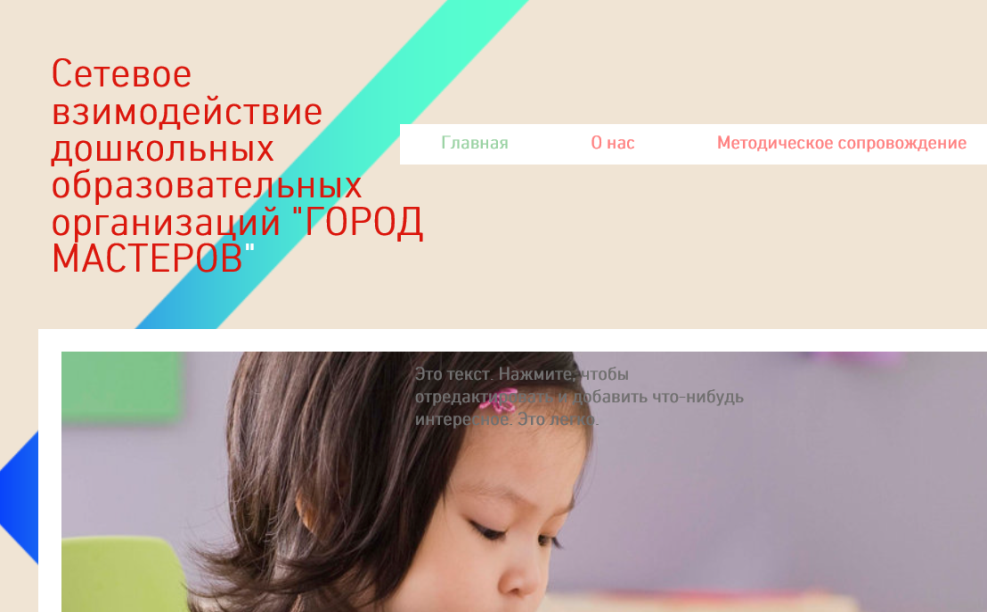 Сетевое
взимодействие
дошкольных
образовательных
организаций "ГОРОД
МАСТЕРОВ"
Главная О нас Методическое сопровождение
Это текст. Нажмите, чтобы
отредактировать и добавить что-нибудь
интересное. Это легко.